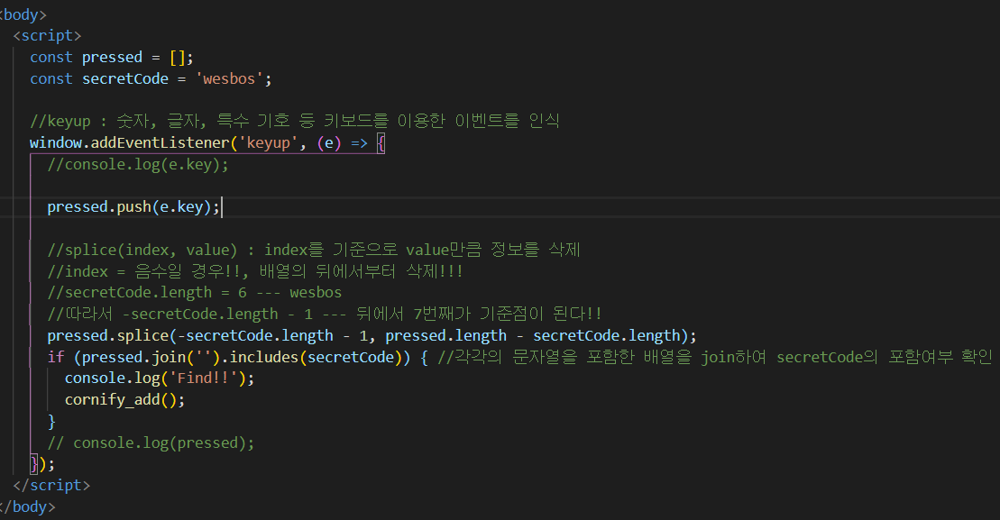 <body>
<script>
const pressed = [];
const secretCode = 'wesbos';
//keyup : 숫자, 글자, 특수 기호 등 키보드를 이용한 이벤트를 인식
window.addEventListener('keyup', (e) => {
//console.log(e.key);
pressed.push(e.key);
//splice(index, value) : index를 기준으로 value만큼 정보를 삭제
//index = 음수일 경우!!, 배열의 뒤에서부터 삭제!!!
//secretCode.length = 6 --- wesbos
//따라서 -secretCode.length - 1 --- 뒤에서 7번째가 기준점이 된다!!
pressed.splice(-secretCode.length - 1, pressed.length - secretCode.length);
if (pressed.join('').includes(secretCode)) { //각각의 문자열을 포함한 배열을 join하여 secretCode의 포함여부 확인
console.log('Find!!');
cornify_add();
}
// console.log(pressed);
});
</script>
</body>